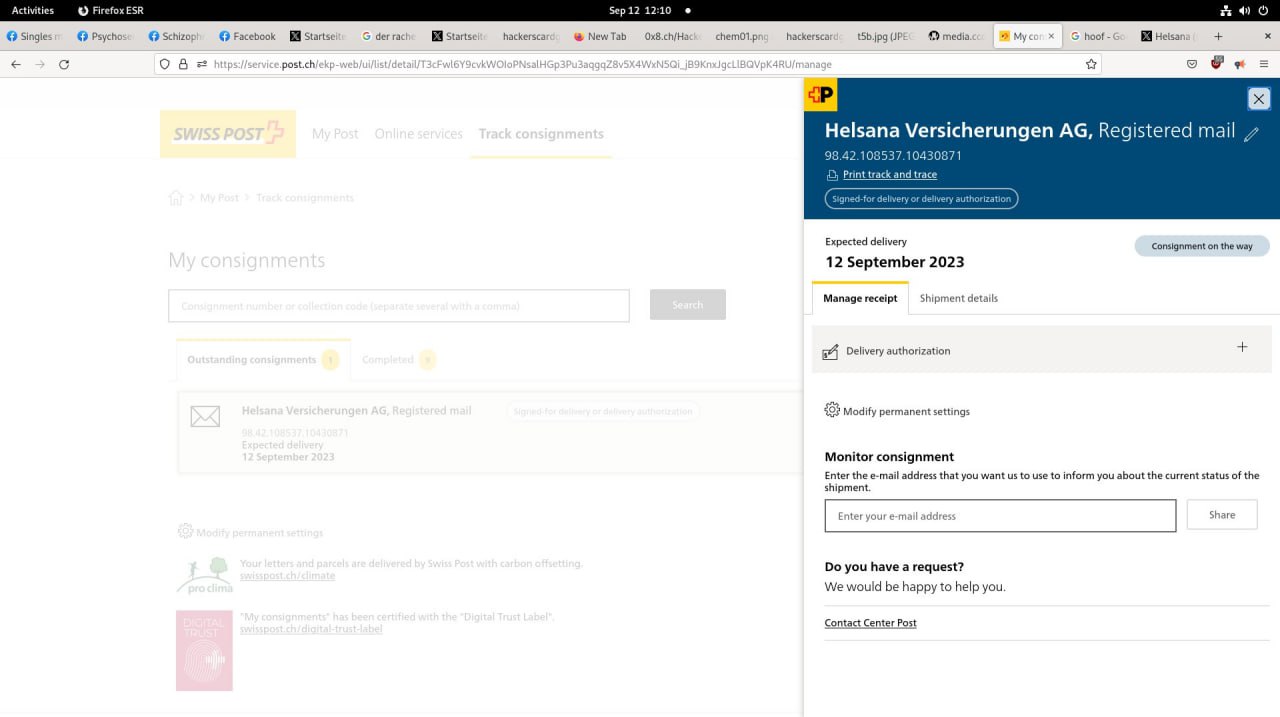 Activities
Firefox ESR
Sep 12 12:10
Singles m
Psychose
Schizoph
Facebook
Startseite
der rache
Startseite
hackerscardg
New Tab
0x8.ch/Hack
chem01.png
hackerscardg
t5b.jpg (JPEG
media.cc
My con
hoof - Go
Helsana (
https://service.post.ch/ekp-web/ui/list/detail/T3cFwl6Y9cvkWOIoPNsalHGp3Pu3aqgqZ8v5X4WxN5Qi_jB9KnxJgcLlBQVpK4RU/manage
SWISS POST
My Post
Online services
Track consignments
My Post > Track consignments
My consignments
Consignment number or collection code (separate several with a comma)
Search
Outstanding consignments 1
Completed
Helsana Versicherungen AG, Registered mail
Signed-for delivery or delivery authorization
98.42.108537.10430871
Expected delivery
12 September 2023
Modify permanent settings
pro clima
Your letters and parcels are delivered by Swiss Post with carbon offsetting.
swisspost.ch/climate
DIGITAL
TRUST
"My consignments" has been certified with the "Digital Trust Label".
swisspost.ch/digital-trust-label
P
Helsana Versicherungen AG, Registered mail
98.42.108537.10430871
Print track and trace
Signed-for delivery or delivery authorization
Expected delivery
12 September 2023
Consignment on the way
Manage receipt
Shipment details
Delivery authorization
Modify permanent settings
Monitor consignment
Enter the e-mail address that you want us to use to inform you about the current status of the
shipment.
Enter your e-mail address
Share
Do you have a request?
We would be happy to help you.
Contact Center Post